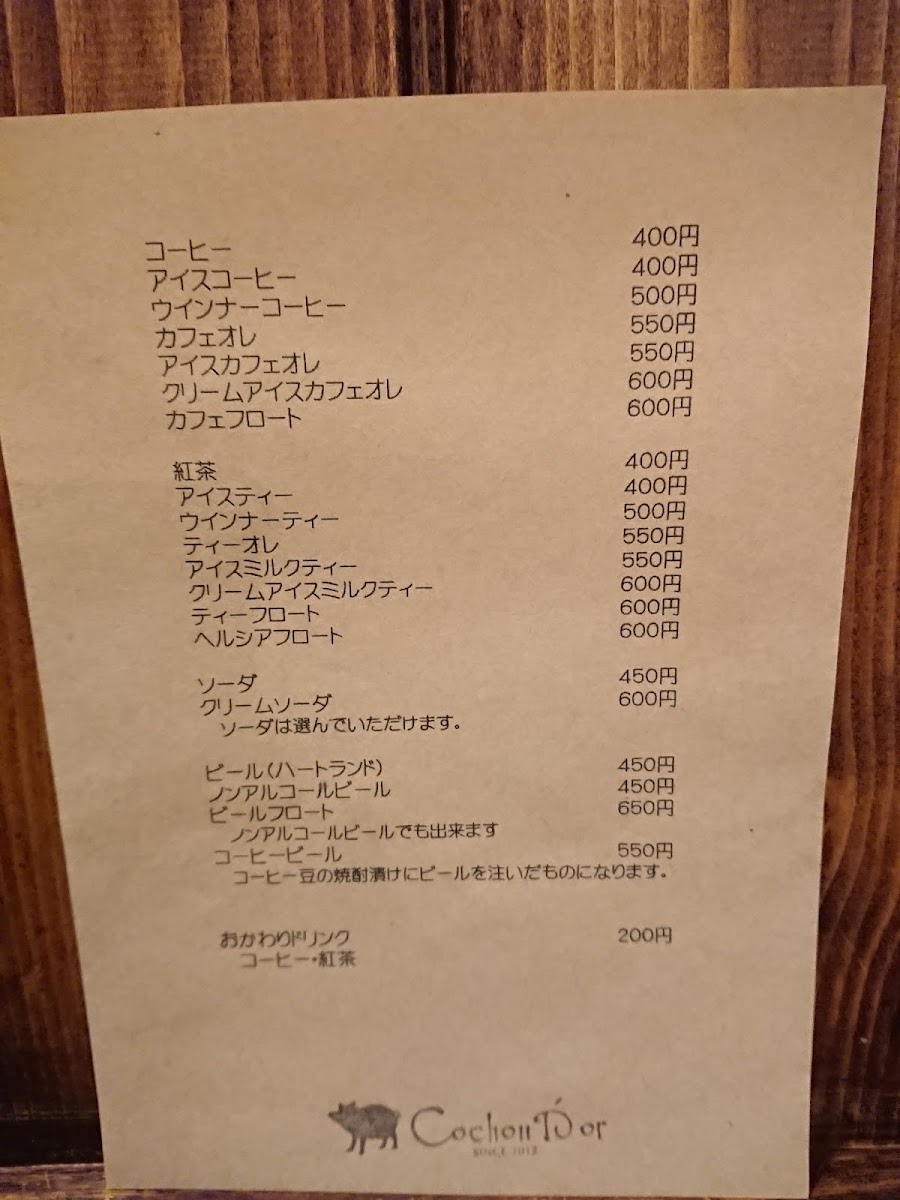 コーヒー 400円
アイスコーヒー 400円
ウインナーコーヒー 500円
カフェオレ 550円
アイスカフェオレ 550円
クリームアイスカフェオレ 600円
カフェフロート 600円
紅茶 400円
アイスティー 400円
ウインナーティー 500円
ティーオレ 550円
アイスミルクティー 550円
クリームアイスミルクティー 600円
ティーフロート 600円
ヘルシアフロート 600円
ソーダ 450円
クリームソーダ 600円
ソーダは選んでいただけます。
ビール(ハートランド) 450円
ノンアルコールビール 450円
ビールフロート 650円
ノンアルコールビールでも出来ます
コーヒービール 550円
コーヒー豆の焼酎漬けにビールを注いだものになります。
おかわりドリンク 200円
コーヒー・紅茶
Cochon D'or
SINCE 2013